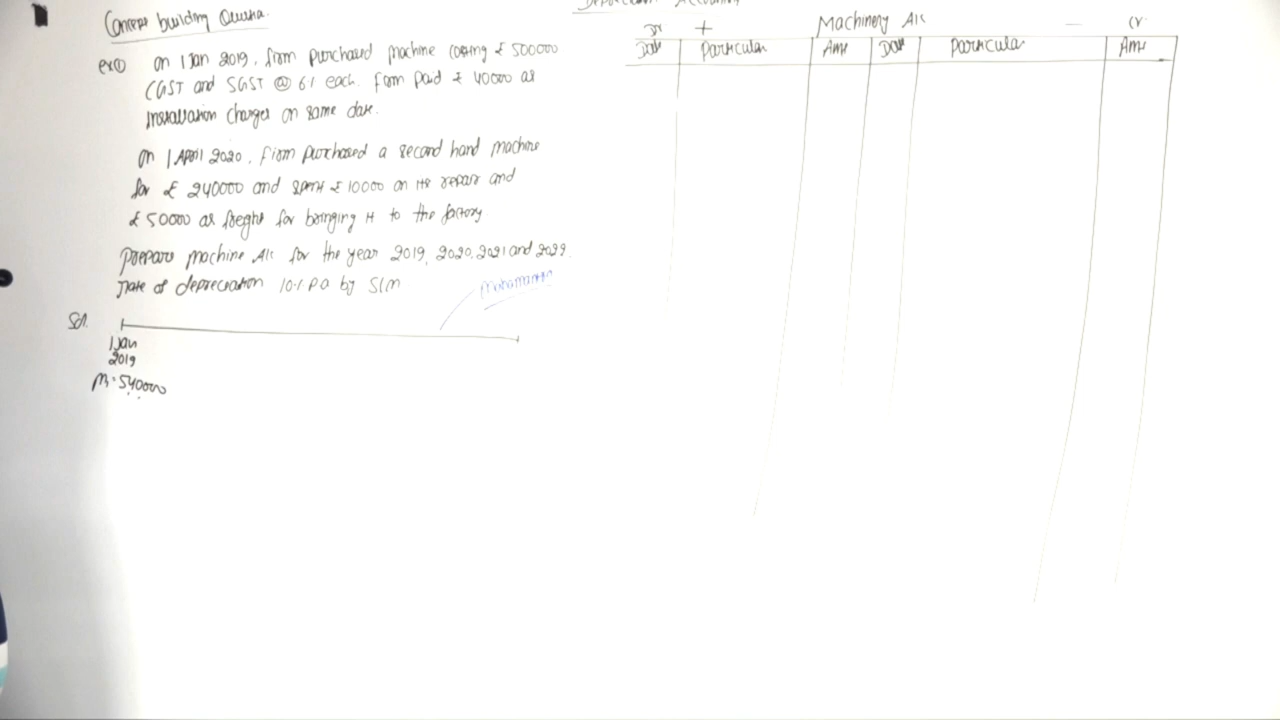 Concept building Question.
Depreciation Accounting
ex① On 1 Jan 2019, firm purchased machine costing ₹ 500000
CGST and SGST @ 6% each. firm paid ₹ 40000 as
Installation charges on same date.
On 1 April 2020, firm purchased a second hand machine
for ₹ 240000 and spent ₹ 10000 on its repair and
₹ 50000 as freight for bringing it to the factory
Prepare machine A/c for the year 2019, 2020, 2021 and 2022.
Rate of depreciation 10% p.a by SLM
Sol.
1 Jan
2019
M1 540000
Dr + Machinery A/c — Cr
Date Particular Amt Date Particular Amt